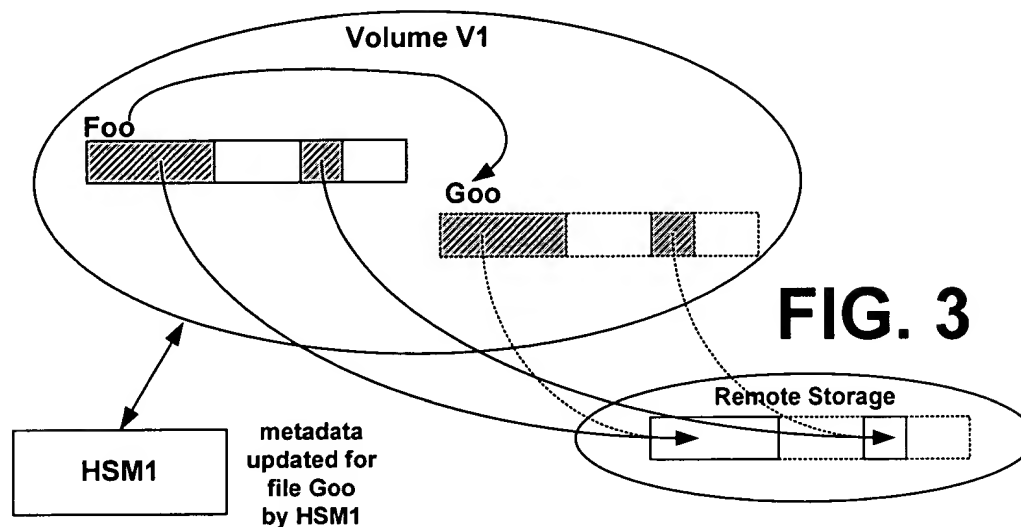 Volume V1
Foo
Goo
FIG. 3
Remote Storage
HSM1
metadata
updated for
file Goo
by HSM1